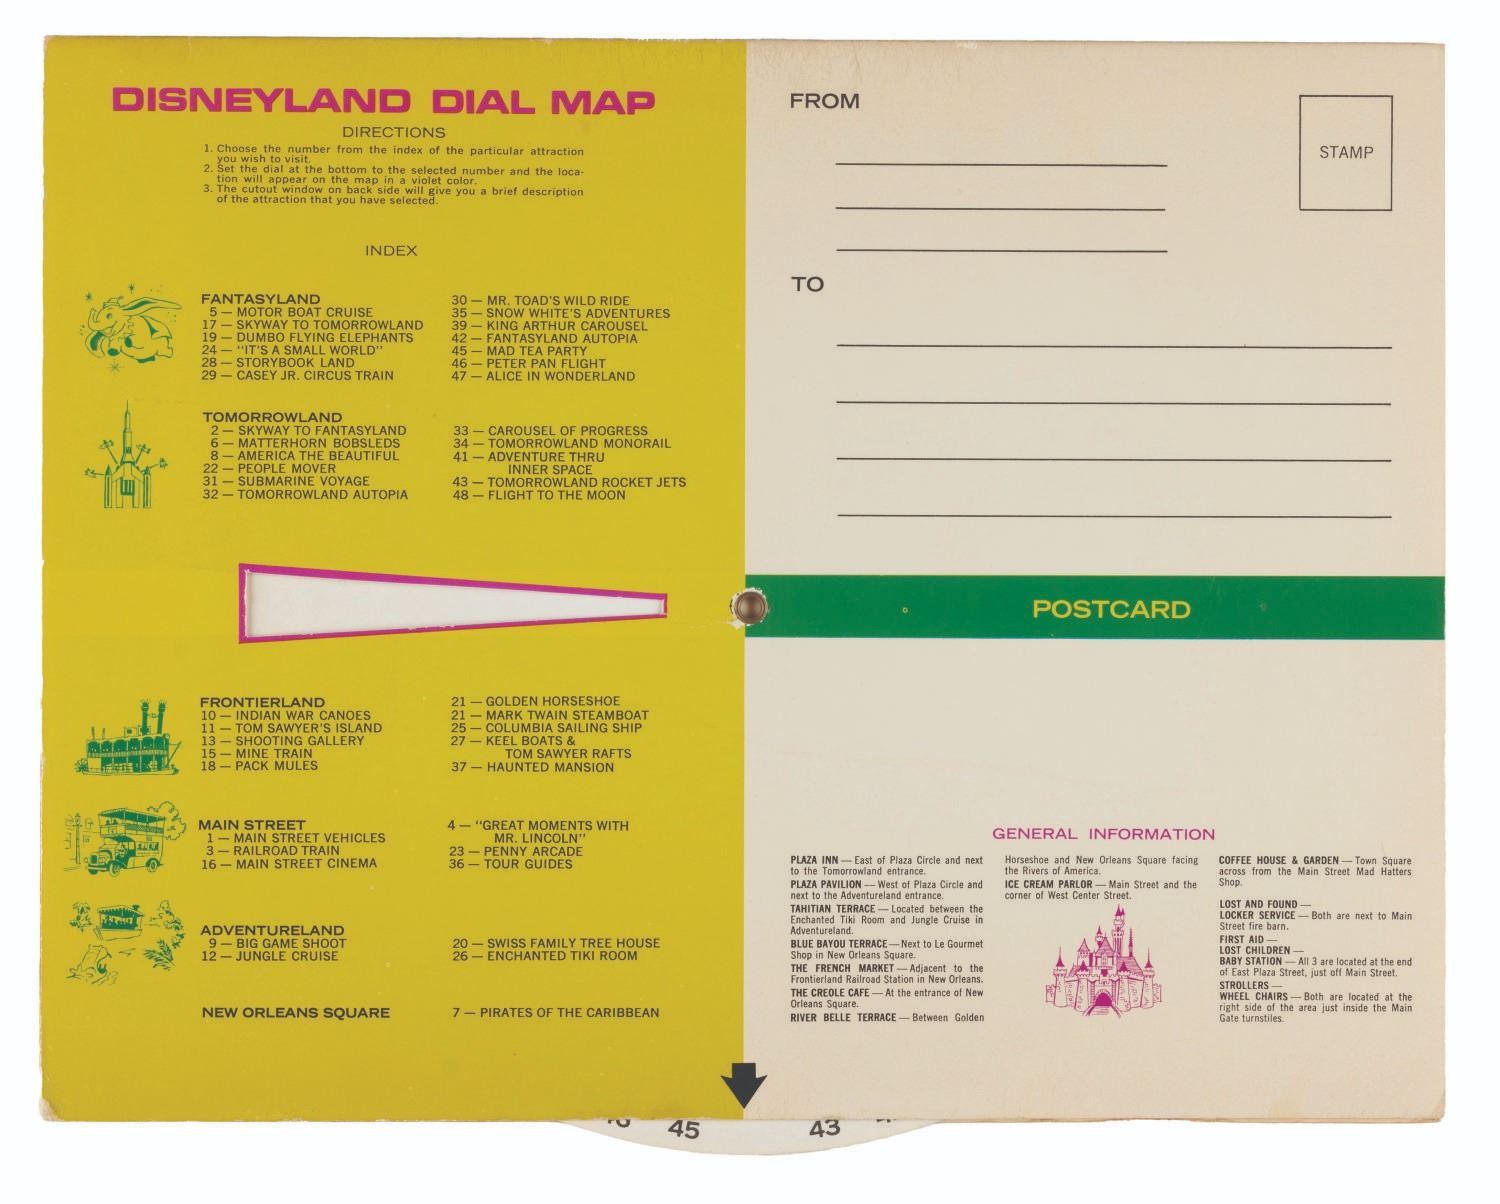 DISNEYLAND DIAL MAP
DIRECTIONS
1. Choose the number from the index of the particular attraction
you wish to visit.
2. Set the dial at the bottom to the selected number and the loca-
tion will appear on the map in a violet color.
3. The cutout window on back side will give you a brief description
of the attraction that you have selected.
INDEX
FANTASYLAND
5 — MOTOR BOAT CRUISE
17 — SKYWAY TO TOMORROWLAND
19 — DUMBO FLYING ELEPHANTS
24 — "IT'S A SMALL WORLD"
28 — STORYBOOK LAND
29 — CASEY JR. CIRCUS TRAIN
30 — MR. TOAD'S WILD RIDE
35 — SNOW WHITE'S ADVENTURES
39 — KING ARTHUR CAROUSEL
42 — FANTASYLAND AUTOPIA
45 — MAD TEA PARTY
46 — PETER PAN FLIGHT
47 — ALICE IN WONDERLAND
TOMORROWLAND
2 — SKYWAY TO FANTASYLAND
6 — MATTERHORN BOBSLEDS
8 — AMERICA THE BEAUTIFUL
22 — PEOPLE MOVER
31 — SUBMARINE VOYAGE
32 — TOMORROWLAND AUTOPIA
33 — CAROUSEL OF PROGRESS
34 — TOMORROWLAND MONORAIL
41 — ADVENTURE THRU
INNER SPACE
43 — TOMORROWLAND ROCKET JETS
48 — FLIGHT TO THE MOON
FRONTIERLAND
10 — INDIAN WAR CANOES
11 — TOM SAWYER'S ISLAND
13 — SHOOTING GALLERY
15 — MINE TRAIN
18 — PACK MULES
21 — GOLDEN HORSESHOE
21 — MARK TWAIN STEAMBOAT
25 — COLUMBIA SAILING SHIP
27 — KEEL BOATS &
TOM SAWYER RAFTS
37 — HAUNTED MANSION
MAIN STREET
1 — MAIN STREET VEHICLES
3 — RAILROAD TRAIN
16 — MAIN STREET CINEMA
4 — "GREAT MOMENTS WITH
MR. LINCOLN"
23 — PENNY ARCADE
36 — TOUR GUIDES
ADVENTURELAND
9 — BIG GAME SHOOT
12 — JUNGLE CRUISE
20 — SWISS FAMILY TREE HOUSE
26 — ENCHANTED TIKI ROOM
NEW ORLEANS SQUARE
7 — PIRATES OF THE CARIBBEAN
FROM
STAMP
TO
POSTCARD
GENERAL INFORMATION
PLAZA INN — East of Plaza Circle and next
to the Tomorrowland entrance.
PLAZA PAVILION — West of Plaza Circle and
next to the Adventureland entrance.
TAHITIAN TERRACE — Located between the
Enchanted Tiki Room and Jungle Cruise in
Adventureland.
BLUE BAYOU TERRACE — Next to Le Gourmet
Shop in New Orleans Square.
THE FRENCH MARKET — Adjacent to the
Frontierland Railroad Station in New Orleans.
THE CREOLE CAFE — At the entrance of New
Orleans Square.
RIVER BELLE TERRACE — Between Golden
Horseshoe and New Orleans Square facing
the Rivers of America.
ICE CREAM PARLOR — Main Street and the
corner of West Center Street.
COFFEE HOUSE & GARDEN — Town Square
across from the Main Street Mad Hatters
Shop.
LOST AND FOUND —
LOCKER SERVICE — Both are next to Main
Street fire barn.
FIRST AID —
LOST CHILDREN —
BABY STATION — All 3 are located at the end
of East Plaza Street, just off Main Street.
STROLLERS —
WHEEL CHAIRS — Both are located at the
right side of the area just inside the Main
Gate turnstiles.
45
43